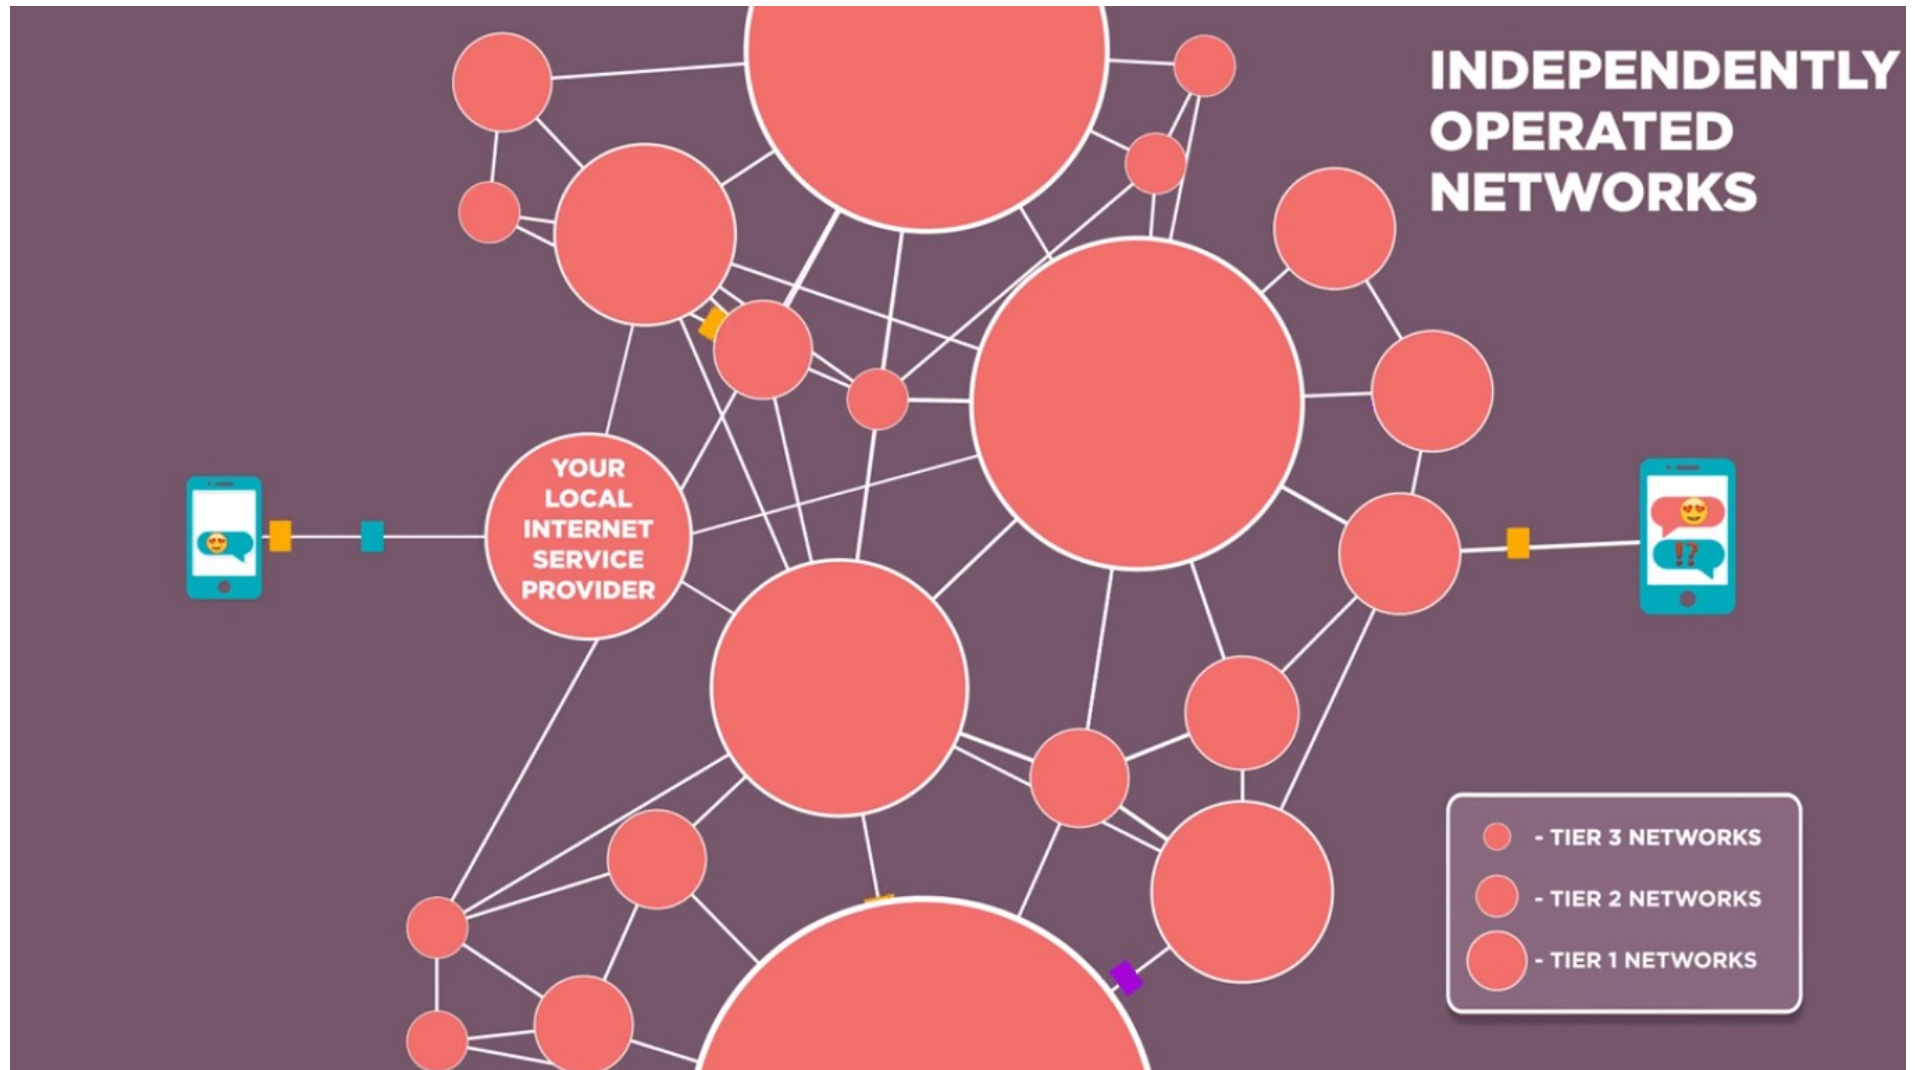 INDEPENDENTLY
OPERATED
NETWORKS
YOUR
LOCAL
INTERNET
SERVICE
PROVIDER
!?
- TIER 3 NETWORKS
- TIER 2 NETWORKS
- TIER 1 NETWORKS